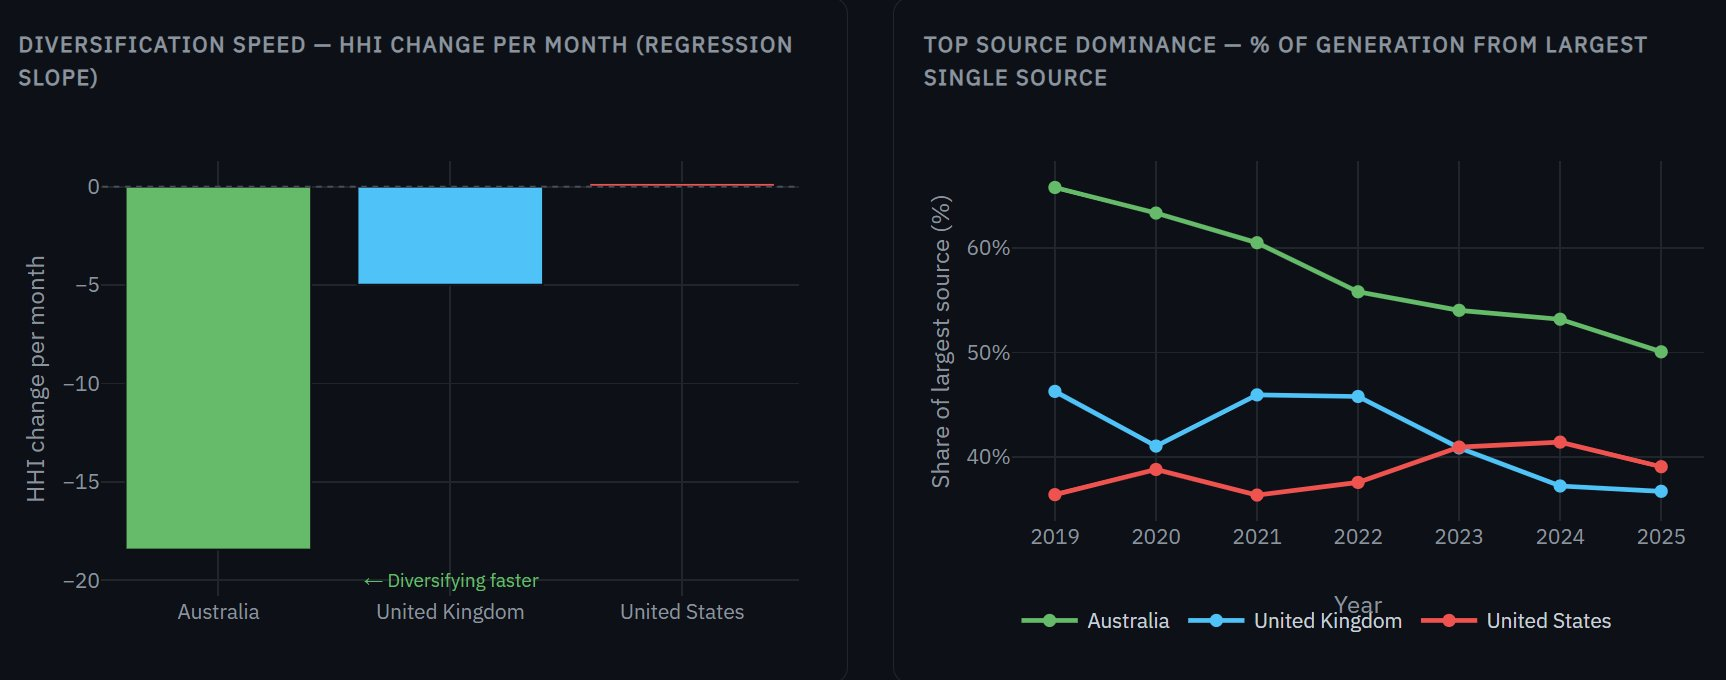 DIVERSIFICATION SPEED — HHI CHANGE PER MONTH (REGRESSION
SLOPE)
HHI change per month
0
−5
−10
−15
−20
← Diversifying faster
Australia
United Kingdom
United States
TOP SOURCE DOMINANCE — % OF GENERATION FROM LARGEST
SINGLE SOURCE
Share of largest source (%)
60%
50%
40%
2019
2020
2021
2022
2023
2024
2025
Year
Australia
United Kingdom
United States